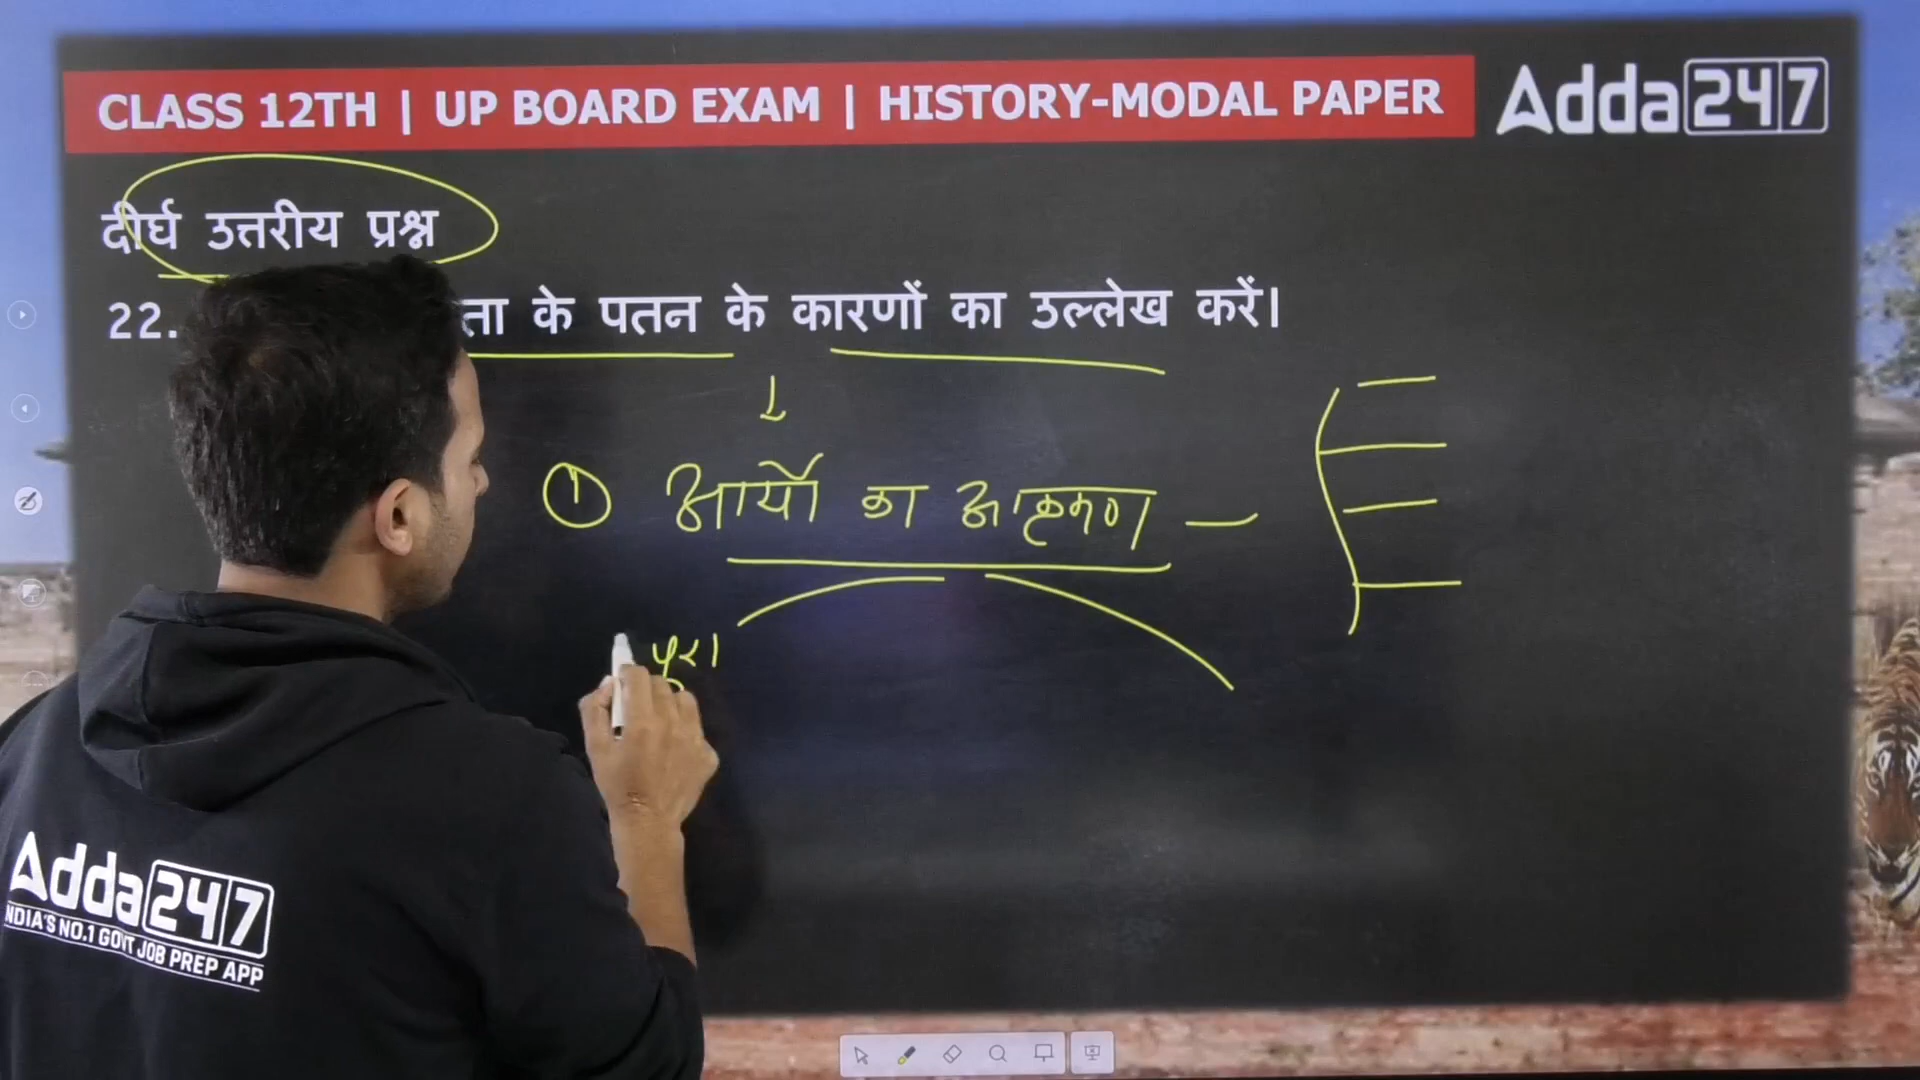 CLASS 12TH | UP BOARD EXAM | HISTORY-MODAL PAPER
Adda247
दीर्घ उत्तरीय प्रश्न
22. ता के पतन के कारणों का उल्लेख करें।
① आर्यो का आक्रमण —
पुरा
Adda247
INDIA'S NO.1 GOVT JOB PREP APP